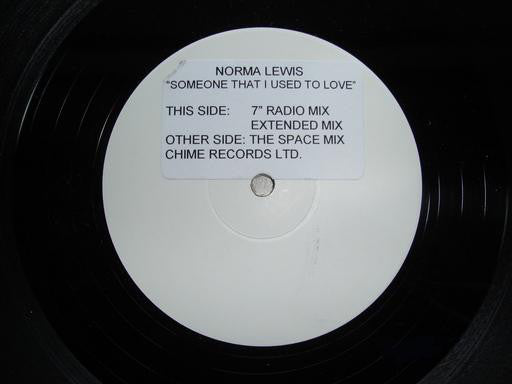 NORMA LEWIS
"SOMEONE THAT I USED TO LOVE"
THIS SIDE: 7" RADIO MIX
EXTENDED MIX
OTHER SIDE: THE SPACE MIX
CHIME RECORDS LTD.